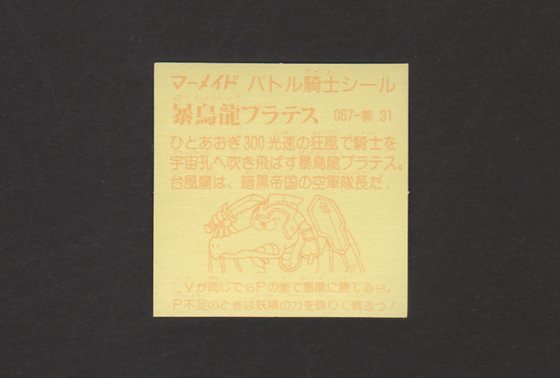 マーメイド バトル騎士シール
暴鳥龍プラテス 067- 31
ひとあおぎ300光速の狂風で騎士を
宇宙孔へ吹き飛ばす暴鳥龍プラテス。
台風龍は、暗黒帝国の空軍隊長だ!
LVが同じでSPの差で悪龍に勝てる!!
P不足のときは妖精の力を借りて戦おう!